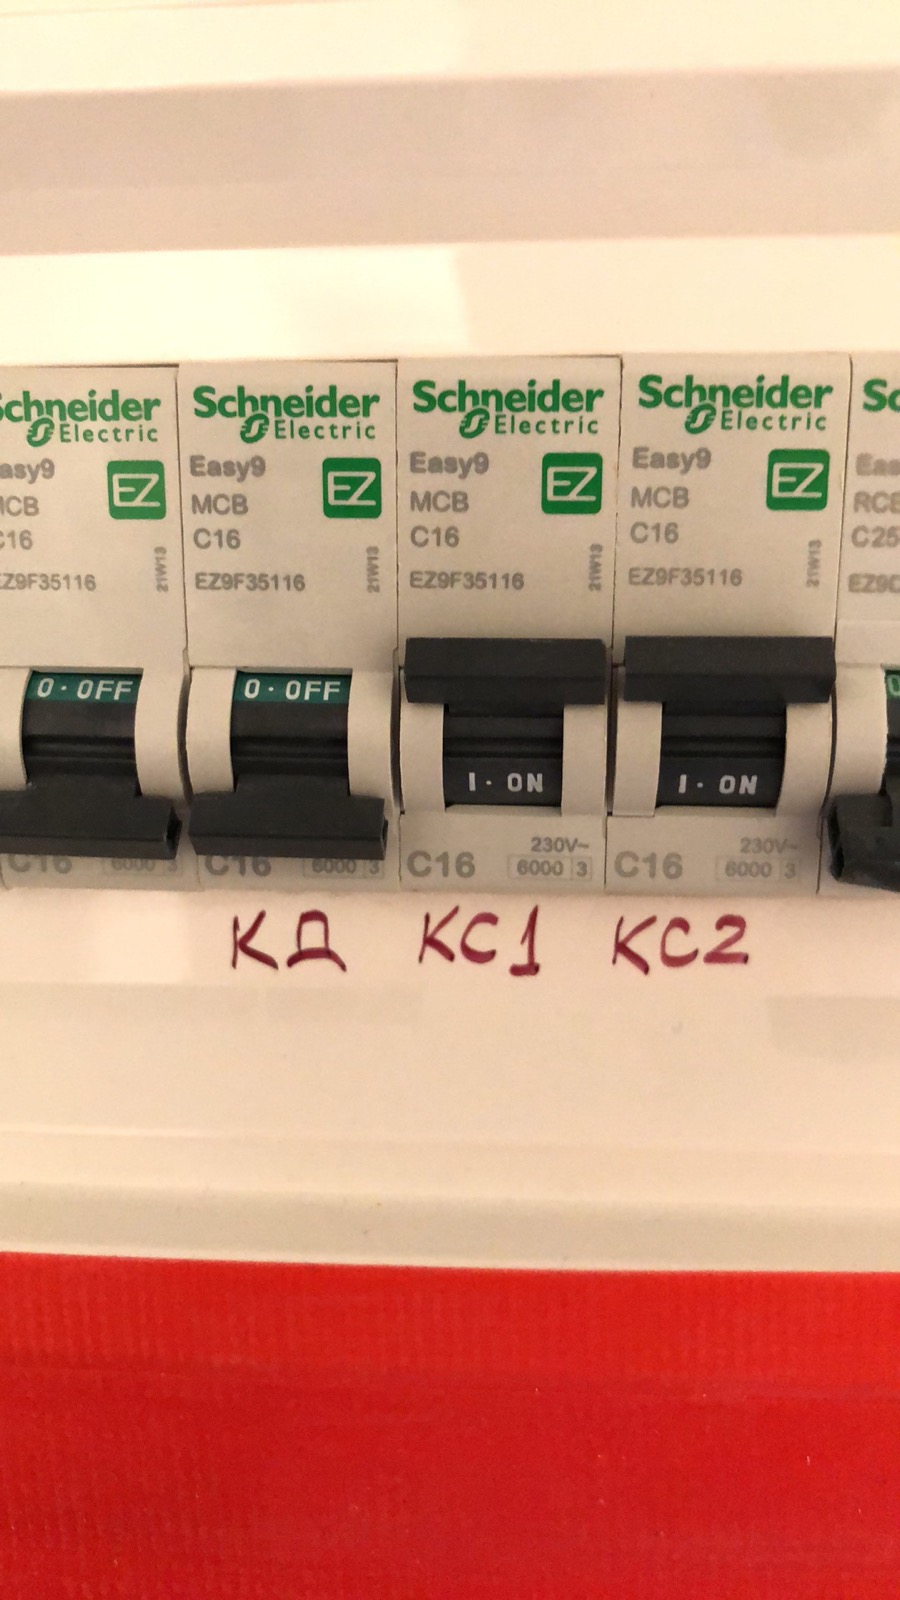 Schneider Electric
Easy9
MCB
C16
EZ9F35116
21W13
EZ
0·OFF
C16
6000 3
Schneider Electric
Easy9
MCB
C16
EZ9F35116
21W13
EZ
0·OFF
C16
6000 3
Schneider Electric
Easy9
MCB
C16
EZ9F35116
21W13
EZ
I·ON
C16
230V~
6000 3
Schneider Electric
Easy9
MCB
C16
EZ9F35116
21W13
EZ
I·ON
C16
230V~
6000 3
C25
КД КС1 КС2